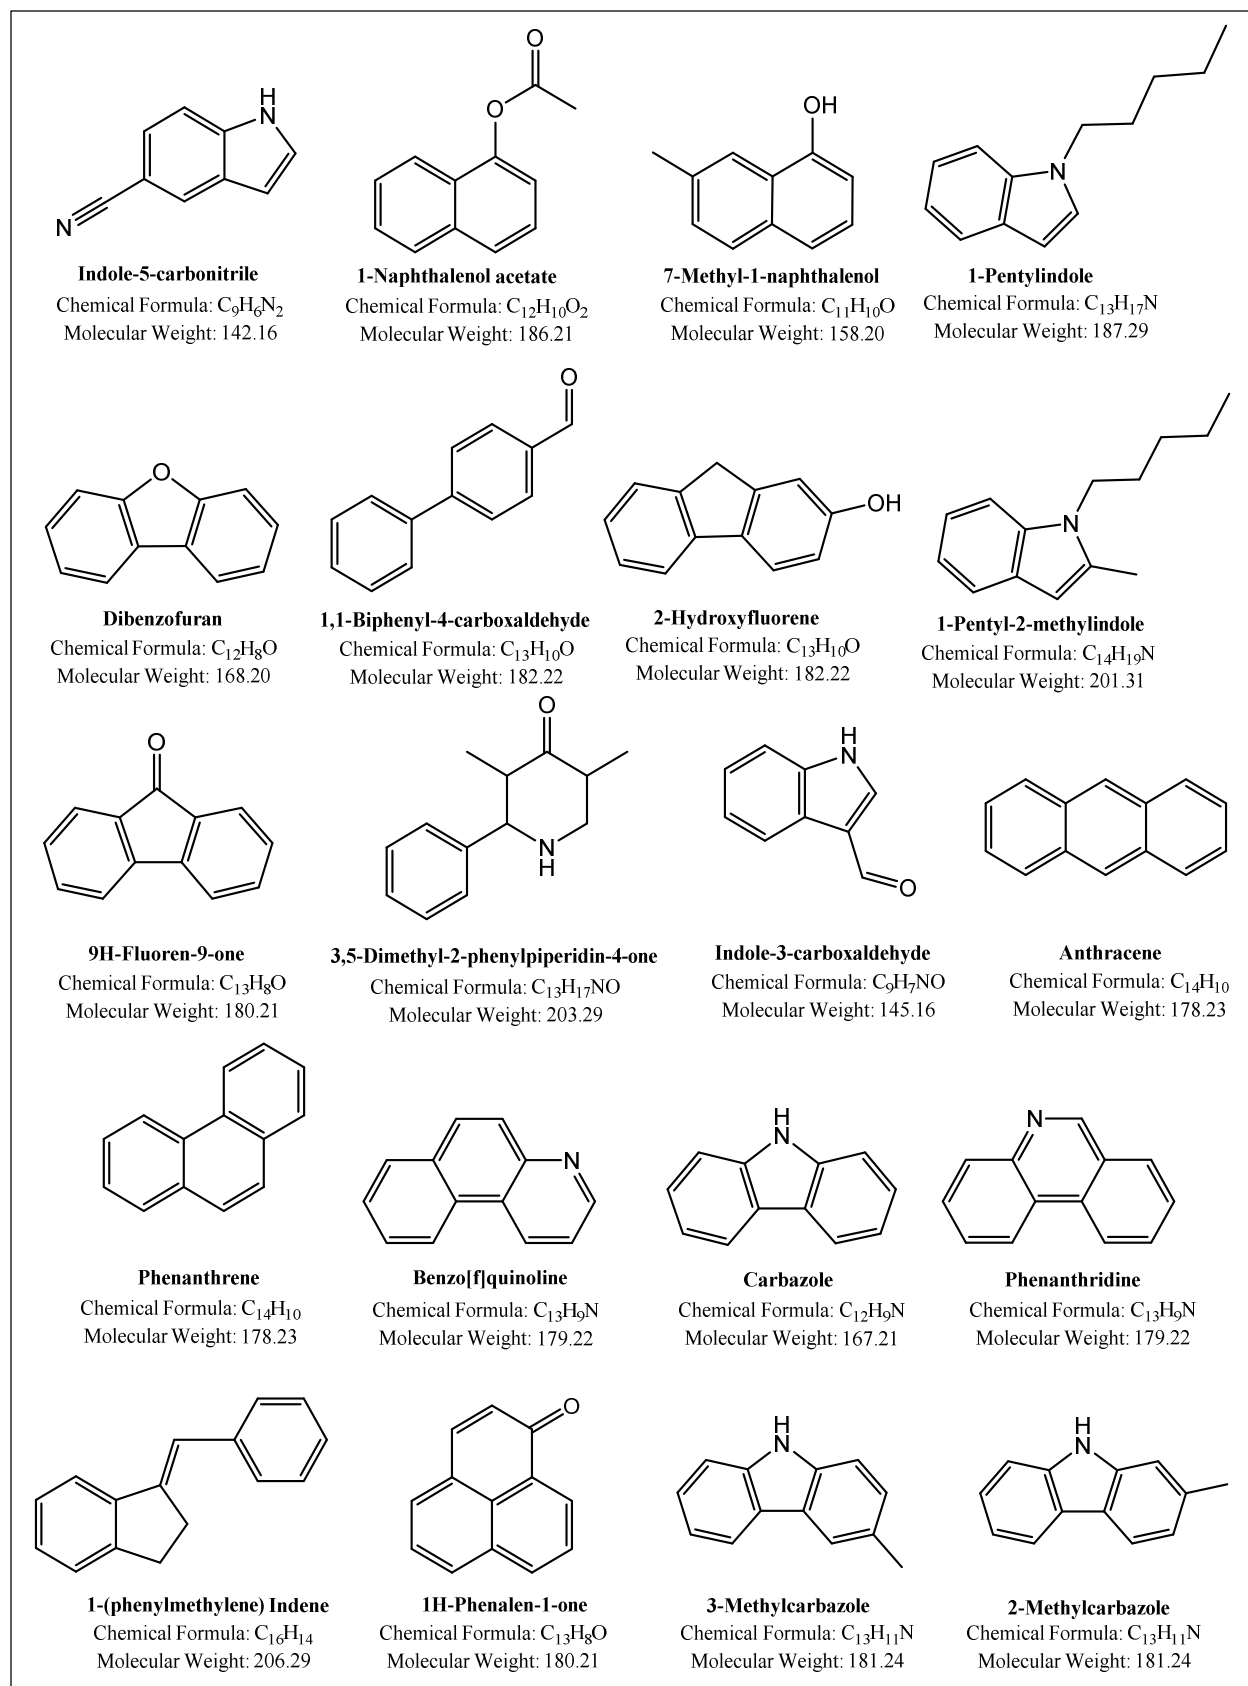 O
H
N
N
O
OH
N
Indole-5-carbonitrile
Chemical Formula: C9H6N2
Molecular Weight: 142.16
1-Naphthalenol acetate
Chemical Formula: C12H10O2
Molecular Weight: 186.21
7-Methyl-1-naphthalenol
Chemical Formula: C11H10O
Molecular Weight: 158.20
1-Pentylindole
Chemical Formula: C13H17N
Molecular Weight: 187.29
O
O
OH
N
Dibenzofuran
Chemical Formula: C12H8O
Molecular Weight: 168.20
1,1-Biphenyl-4-carboxaldehyde
Chemical Formula: C13H10O
Molecular Weight: 182.22
2-Hydroxyfluorene
Chemical Formula: C13H10O
Molecular Weight: 182.22
1-Pentyl-2-methylindole
Chemical Formula: C14H19N
Molecular Weight: 201.31
O
O
N
H
H
N
O
9H-Fluoren-9-one
Chemical Formula: C13H8O
Molecular Weight: 180.21
3,5-Dimethyl-2-phenylpiperidin-4-one
Chemical Formula: C13H17NO
Molecular Weight: 203.29
Indole-3-carboxaldehyde
Chemical Formula: C9H7NO
Molecular Weight: 145.16
Anthracene
Chemical Formula: C14H10
Molecular Weight: 178.23
N
H
N
N
Phenanthrene
Chemical Formula: C14H10
Molecular Weight: 178.23
Benzo[f]quinoline
Chemical Formula: C13H9N
Molecular Weight: 179.22
Carbazole
Chemical Formula: C12H9N
Molecular Weight: 167.21
Phenanthridine
Chemical Formula: C13H9N
Molecular Weight: 179.22
O
H
N
H
N
1-(phenylmethylene) Indene
Chemical Formula: C16H14
Molecular Weight: 206.29
1H-Phenalen-1-one
Chemical Formula: C13H8O
Molecular Weight: 180.21
3-Methylcarbazole
Chemical Formula: C13H11N
Molecular Weight: 181.24
2-Methylcarbazole
Chemical Formula: C13H11N
Molecular Weight: 181.24